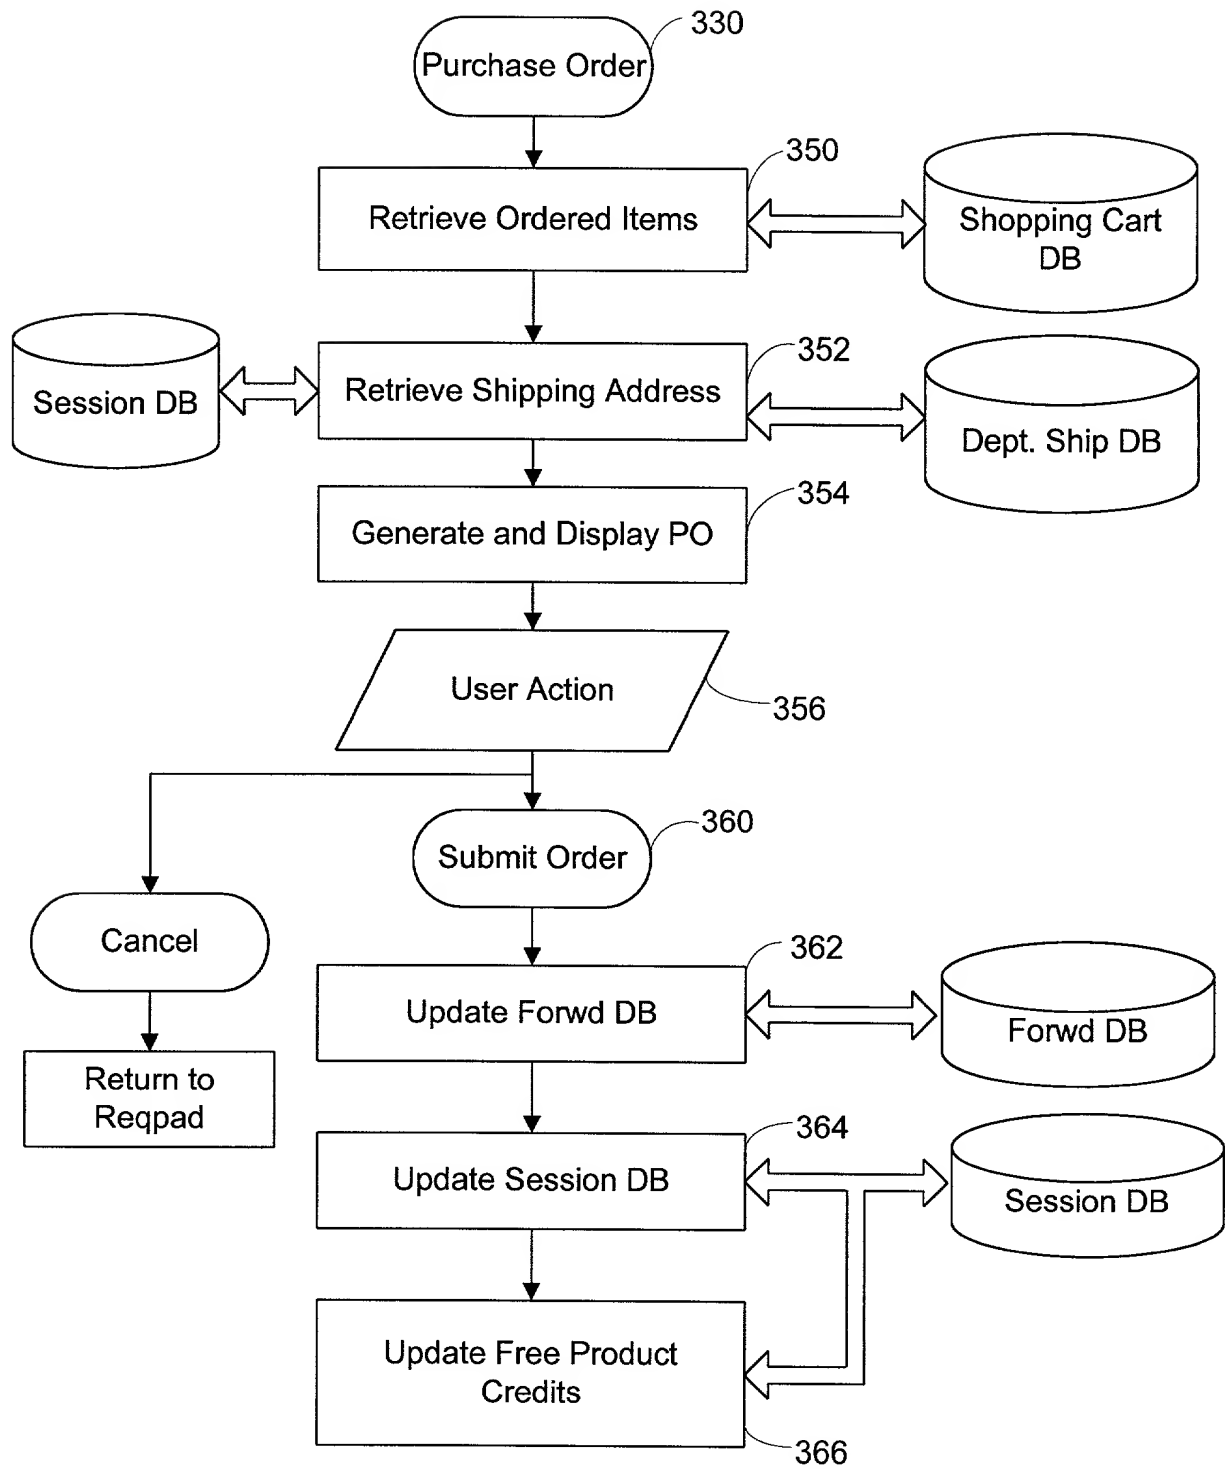 330
Purchase Order
350
Retrieve Ordered Items
Shopping Cart
DB
352
Session DB
Retrieve Shipping Address
Dept. Ship DB
354
Generate and Display PO
User Action
356
360
Submit Order
Cancel
362
Update Forwd DB
Forwd DB
Return to
Reqpad
364
Update Session DB
Session DB
Update Free Product
Credits
366